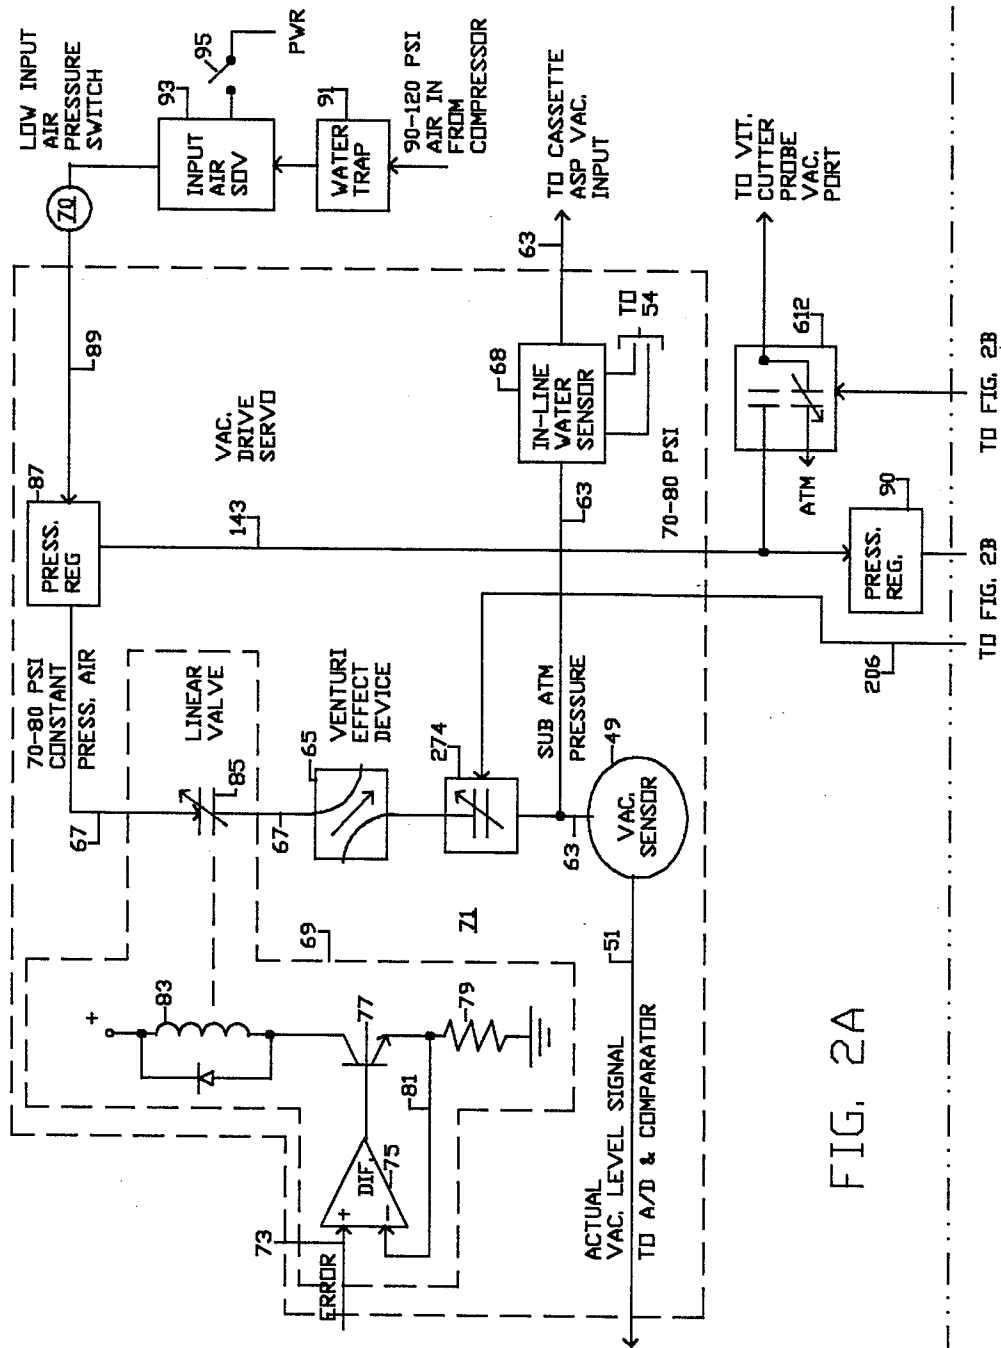 LOW INPUT
AIR
PRESSURE
SWITCH
70
93
95
PWR
INPUT
AIR
SOV
91
WATER
TRAP
90-120 PSI
AIR IN
FROM
COMPRESSOR
89
87
PRESS.
REG
70-80 PSI
CONSTANT
PRESS. AIR
VAC.
DRIVE
SERVO
143
63
TO CASSETTE
ASP VAC.
INPUT
68
IN-LINE
WATER
SENSOR
TO
54
63
70-80 PSI
TO VIT.
CUTTER
PROBE
VAC.
PORT
612
ATM
90
PRESS.
REG.
TO FIG. 2B
TO FIG. 2B
206
67
LINEAR
VALVE
85
67
65
VENTURI
EFFECT
DEVICE
274
SUB ATM
PRESSURE
63
49
VAC.
SENSOR
71
69
+
83
77
79
81
DIF.
+
-
75
73
ERROR
51
ACTUAL
VAC. LEVEL SIGNAL
TO A/D & COMPARATOR
FIG. 2A